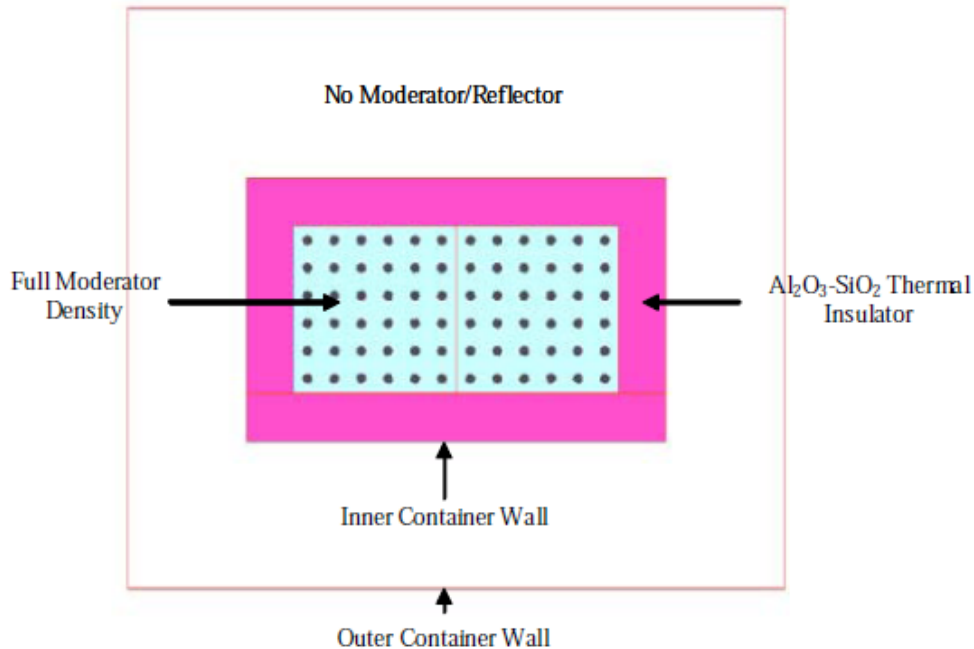 No Moderator/Reflector
Full Moderator
Density
Al₂O₃-SiO₂ Thermal
Insulator
Inner Container Wall
Outer Container Wall